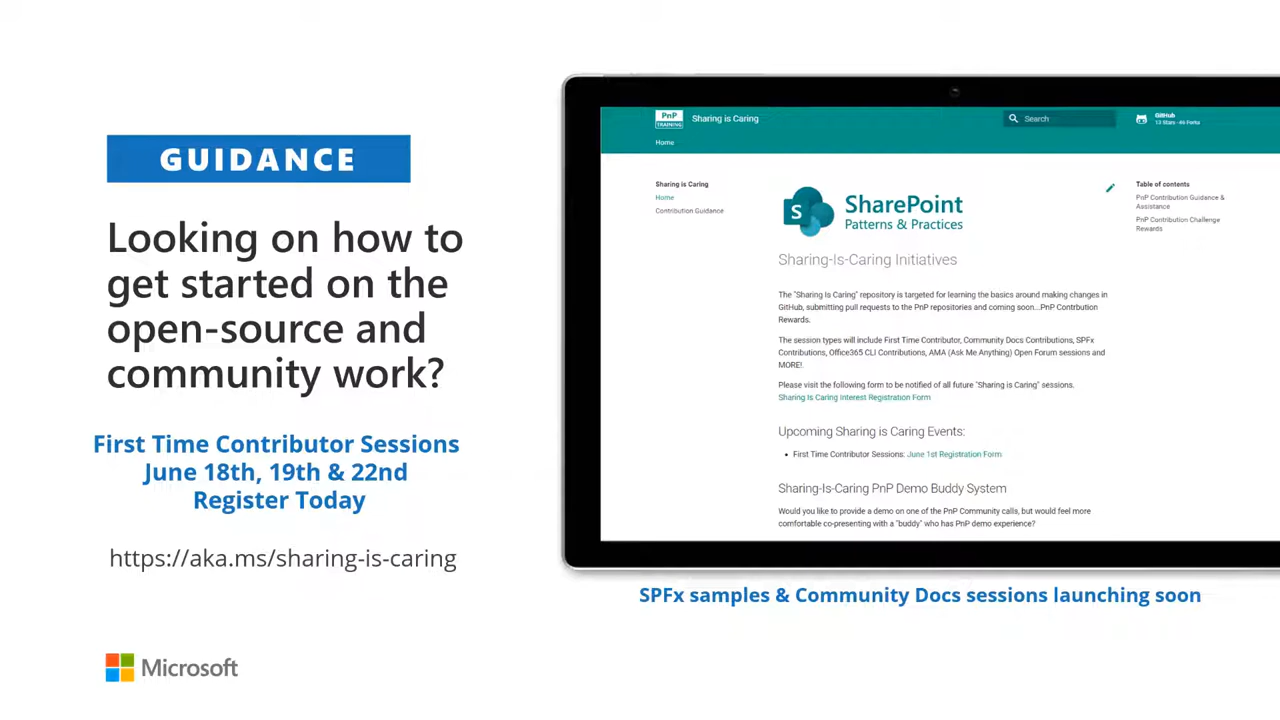 GUIDANCE
Looking on how to
get started on the
open-source and
community work?
First Time Contributor Sessions
June 18th, 19th & 22nd
Register Today
https://aka.ms/sharing-is-caring
Microsoft
PnP
TRAINING
Sharing is Caring
Search
GitHub
13 Stars · 46 Forks
Home
Sharing is Caring
Home
Contribution Guidance
S
SharePoint
Patterns & Practices
Sharing-Is-Caring Initiatives
The "Sharing Is Caring" repository is targeted for learning the basics around making changes in
GitHub, submitting pull requests to the PnP repositories and coming soon...PnP Contrbution
Rewards.
The session types will include First Time Contributor, Community Docs Contributions, SPFx
Contributions, Office365 CLI Contributions, AMA (Ask Me Anything) Open Forum sessions and
MORE!.
Please visit the following form to be notified of all future "Sharing is Caring" sessions.
Sharing Is Caring Interest Registration Form
Upcoming Sharing is Caring Events:
• First Time Contributor Sessions: June 1st Registration Form
Sharing-Is-Caring PnP Demo Buddy System
Would you like to provide a demo on one of the PnP Community calls, but would feel more
comfortable co-presenting with a "buddy" who has PnP demo experience?
Table of contents
PnP Contribution Guidance &
Assistance
PnP Contribution Challenge
Rewards
SPFx samples & Community Docs sessions launching soon